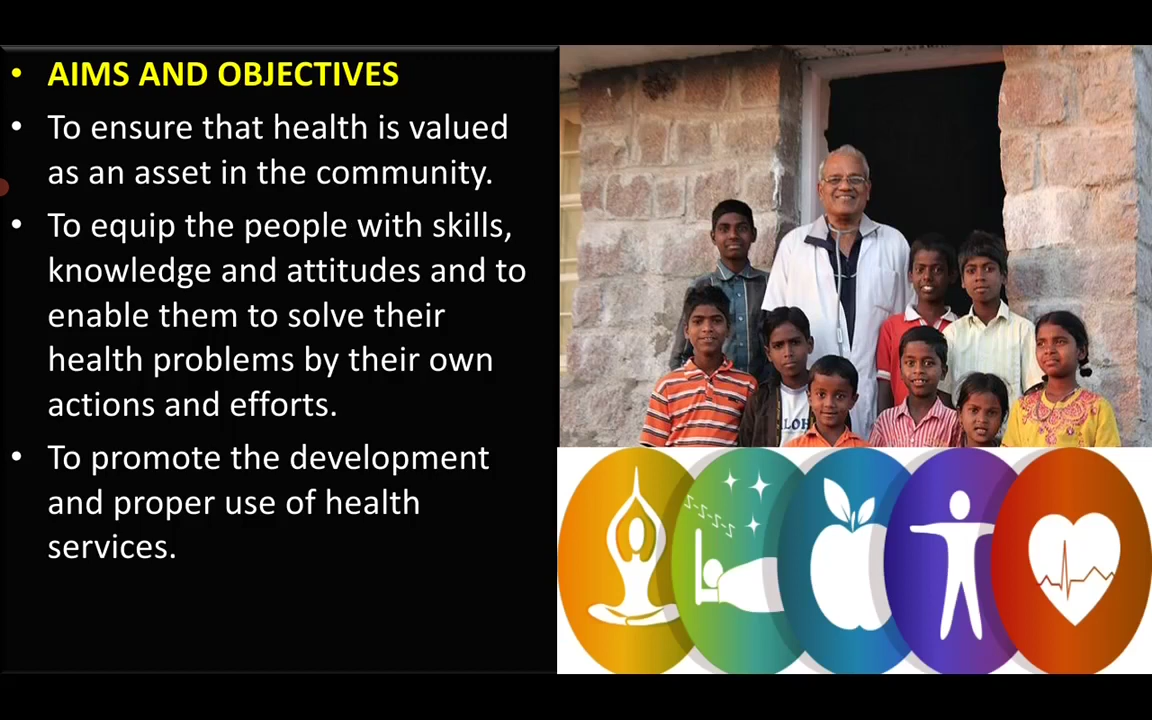 • AIMS AND OBJECTIVES
• To ensure that health is valued
as an asset in the community.
• To equip the people with skills,
knowledge and attitudes and to
enable them to solve their
health problems by their own
actions and efforts.
• To promote the development
and proper use of health
services.